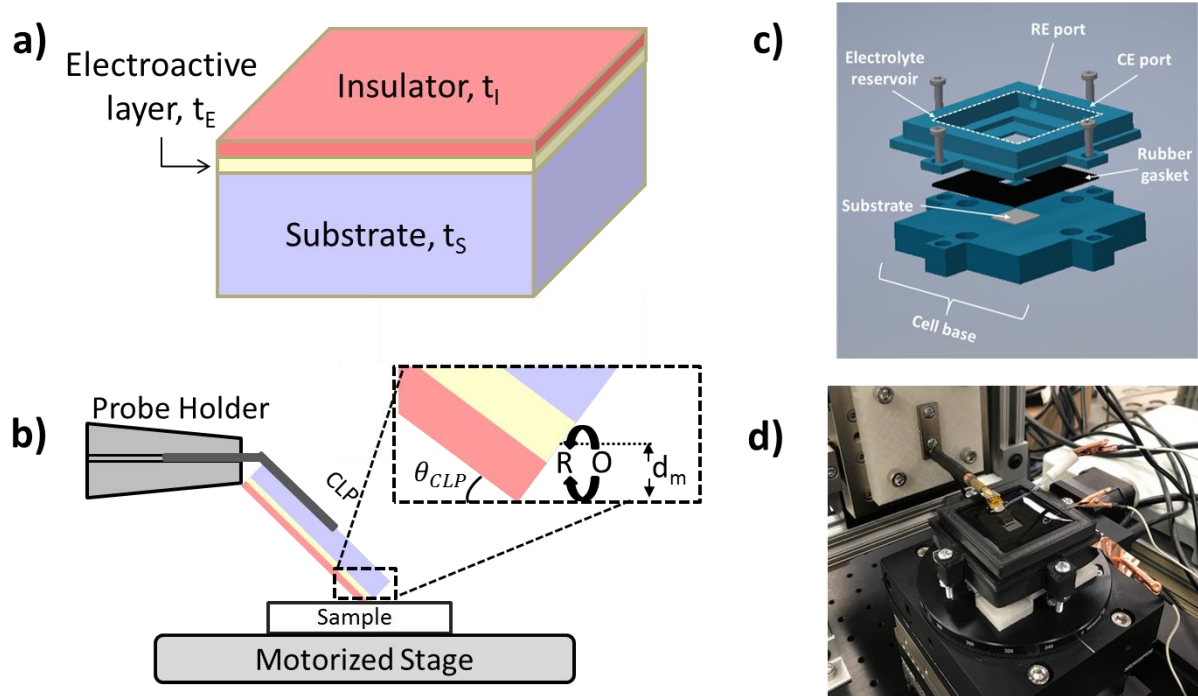 a)
Electroactive
layer, tE
Insulator, tI
Substrate, tS
b)
Probe Holder
CLP
θCLP
R
O
dm
Sample
Motorized Stage
c)
RE port
CE port
Electrolyte
reservoir
Rubber
gasket
Substrate
Cell base
d)